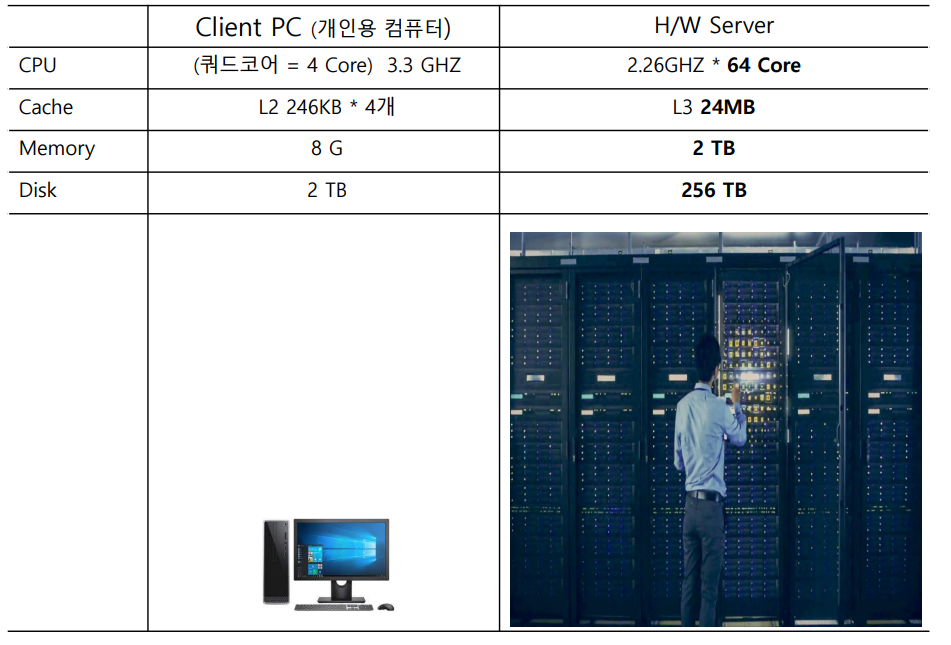 Client PC (개인용 컴퓨터) H/W Server
CPU (쿼드코어 = 4 Core) 3.3 GHZ 2.26GHZ * 64 Core
Cache L2 246KB * 4개 L3 24MB
Memory 8 G 2 TB
Disk 2 TB 256 TB